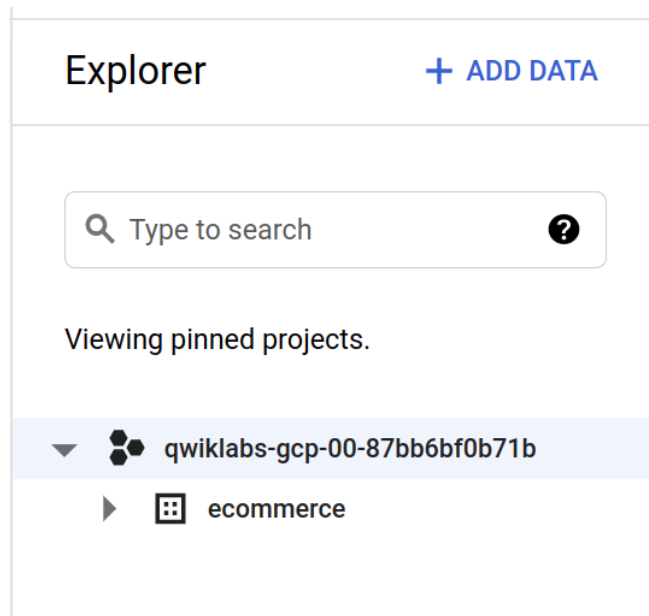 Explorer
+ ADD DATA
Type to search
Viewing pinned projects.
qwiklabs-gcp-00-87bb6bf0b71b
ecommerce